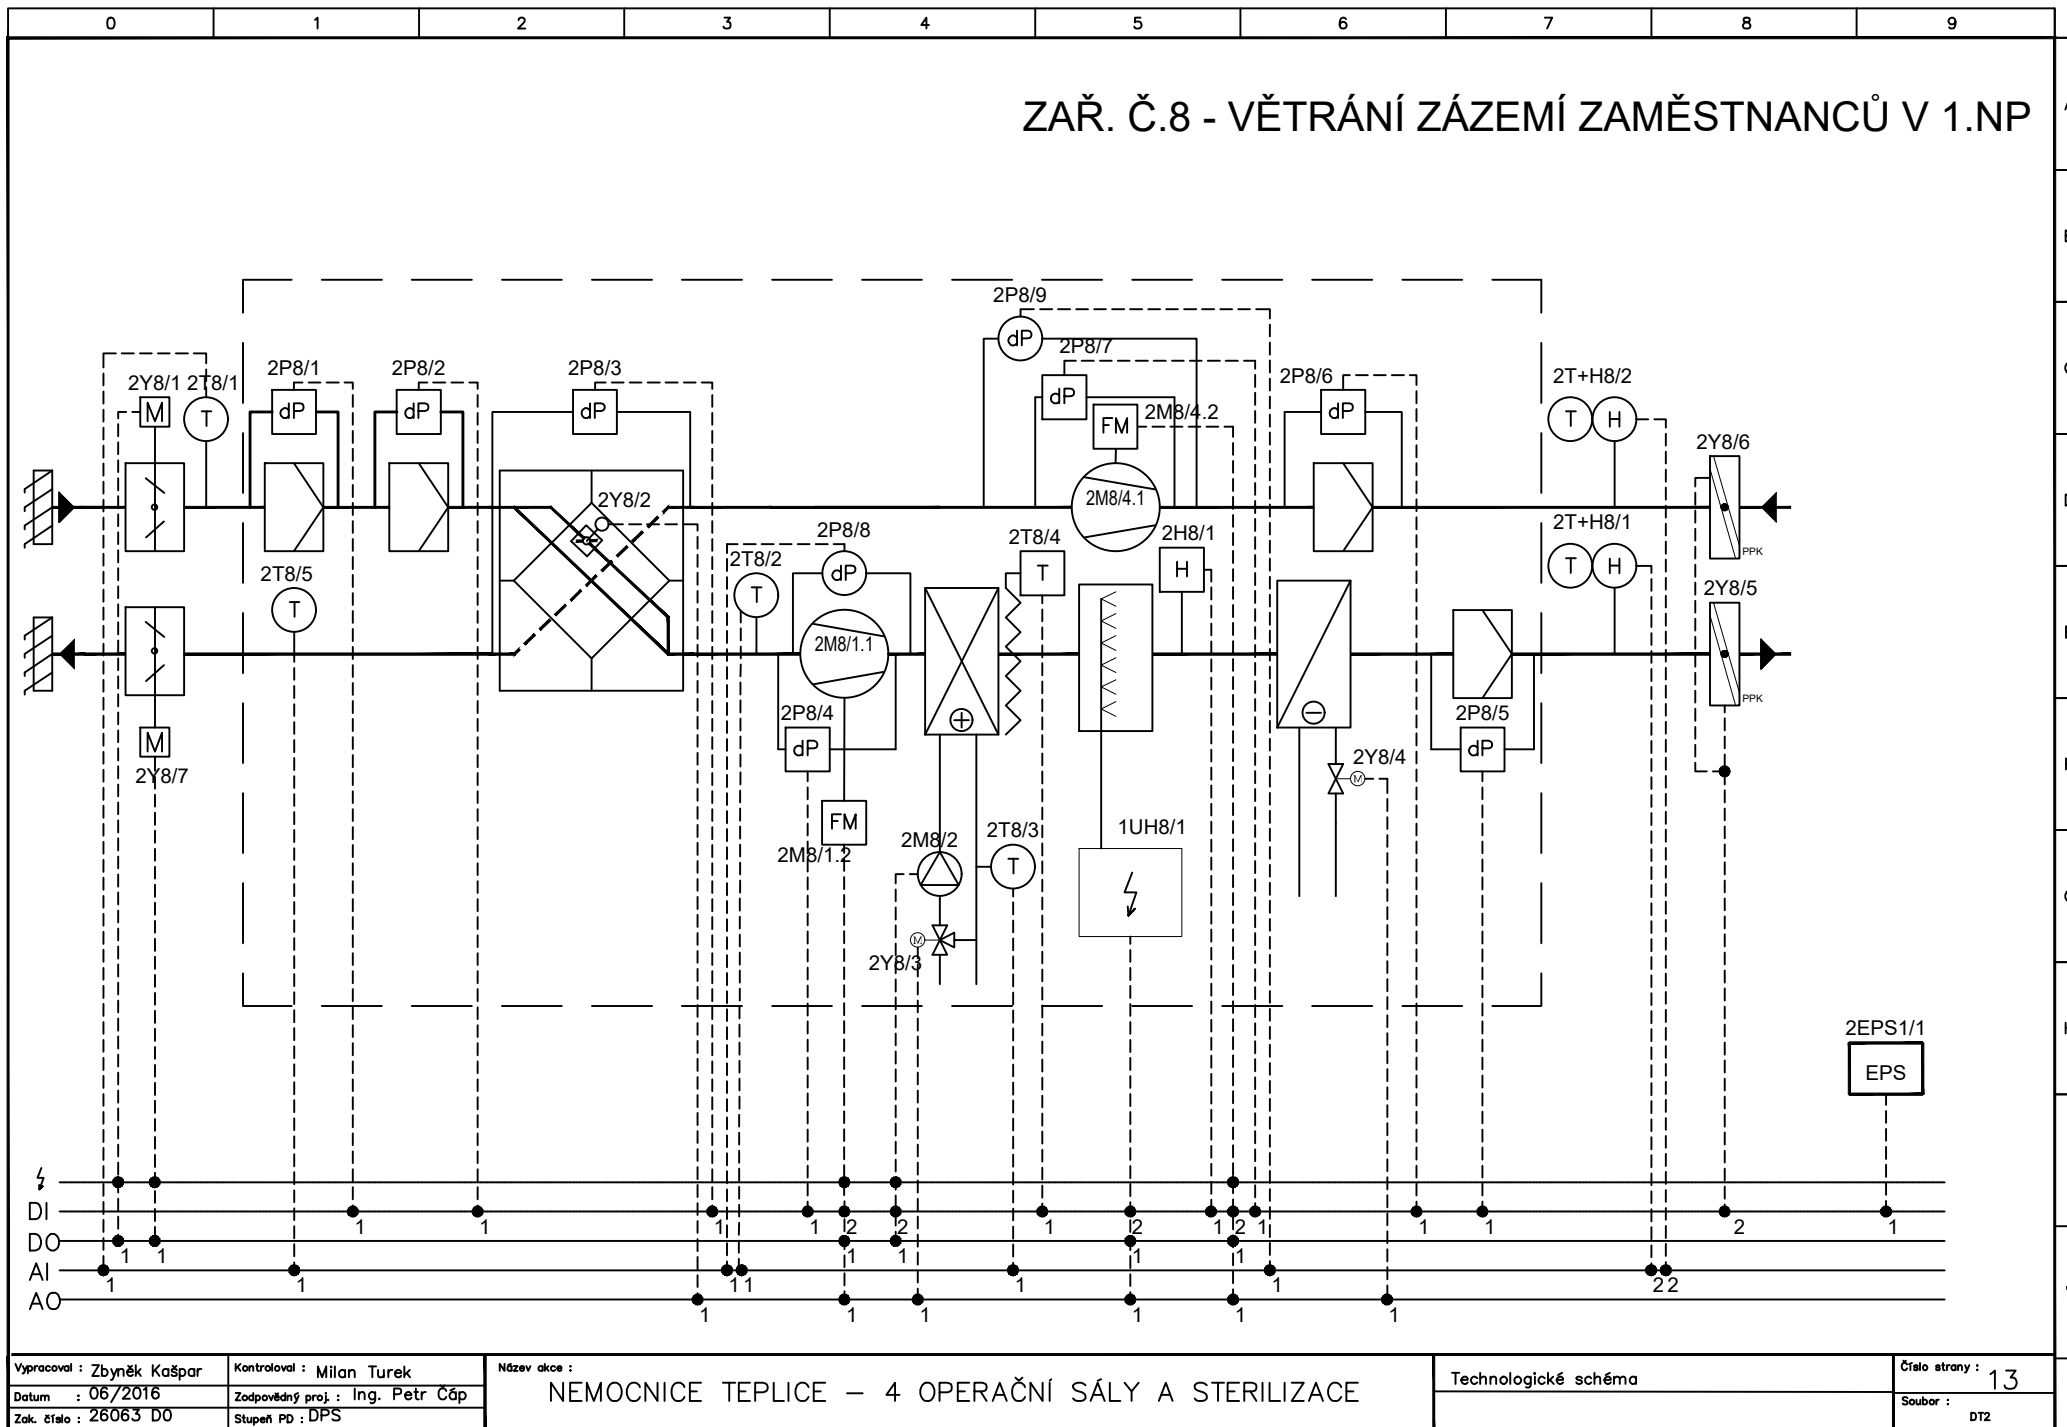 0 1 2 3 4 5 6 7 8 9
ZAŘ. Č.8 - VĚTRÁNÍ ZÁZEMÍ ZAMĚSTNANCŮ V 1.NP
2P8/9
dP
2P8/7
dP
2Y8/1
M
2T8/1
T
2P8/1
dP
2P8/2
dP
2P8/3
dP
2M8/4.2
FM
2P8/6
dP
2T+H8/2
T H
2Y8/6
PPK
2M8/4.1
2Y8/2
2P8/8
dP
2T8/2
T
2T8/4
T
2H8/1
H
2T+H8/1
T H
2T8/5
T
2Y8/5
PPK
2M8/1.1
2P8/4
dP
2P8/5
dP
M
2Y8/7
2Y8/4
M
FM
2M8/1.2
2M8/2
2T8/3
T
1UH8/1
M
2Y8/3
2EPS1/1
EPS
DI
1 1 1 1 2 2 1 2 1 2 1 1 1 2 1
DO
1 1 1 1 1 1
AI
1 1 1 1 1 1 2 2
AO
1 1 1 1 1 1
Vypracoval : Zbyněk Kašpar
Datum : 06/2016
Zak. číslo : 26063 DO
Kontroloval : Milan Turek
Zodpovědný proj. : Ing. Petr Čáp
Stupeň PD : DPS
Název akce :
NEMOCNICE TEPLICE – 4 OPERAČNÍ SÁLY A STERILIZACE
Technologické schéma
Číslo strany : 13
Soubor :
DT2